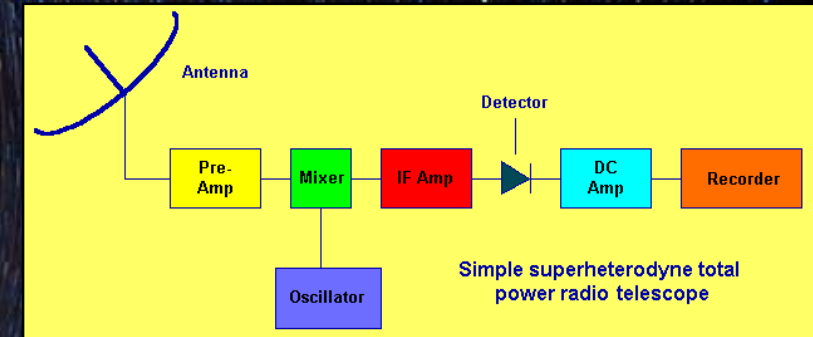 Antenna
Detector
Pre-
Amp
Mixer
IF Amp
DC
Amp
Recorder
Oscillator
Simple superheterodyne total
power radio telescope